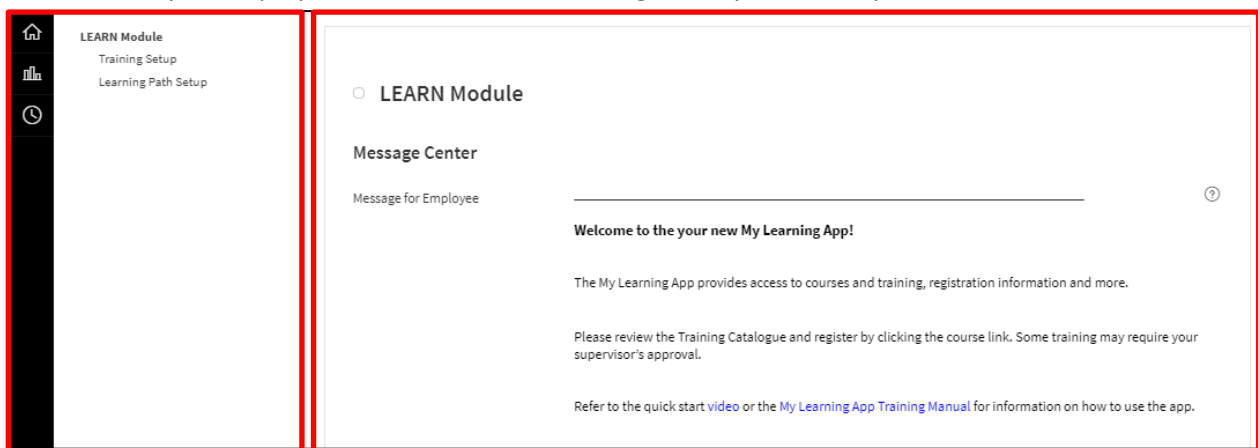 LEARN Module
Training Setup
Learning Path Setup
LEARN Module
Message Center
Message for Employee
Welcome to the your new My Learning App!
The My Learning App provides access to courses and training, registration information and more.
Please review the Training Catalogue and register by clicking the course link. Some training may require your
supervisor's approval.
Refer to the quick start video or the My Learning App Training Manual for information on how to use the app.